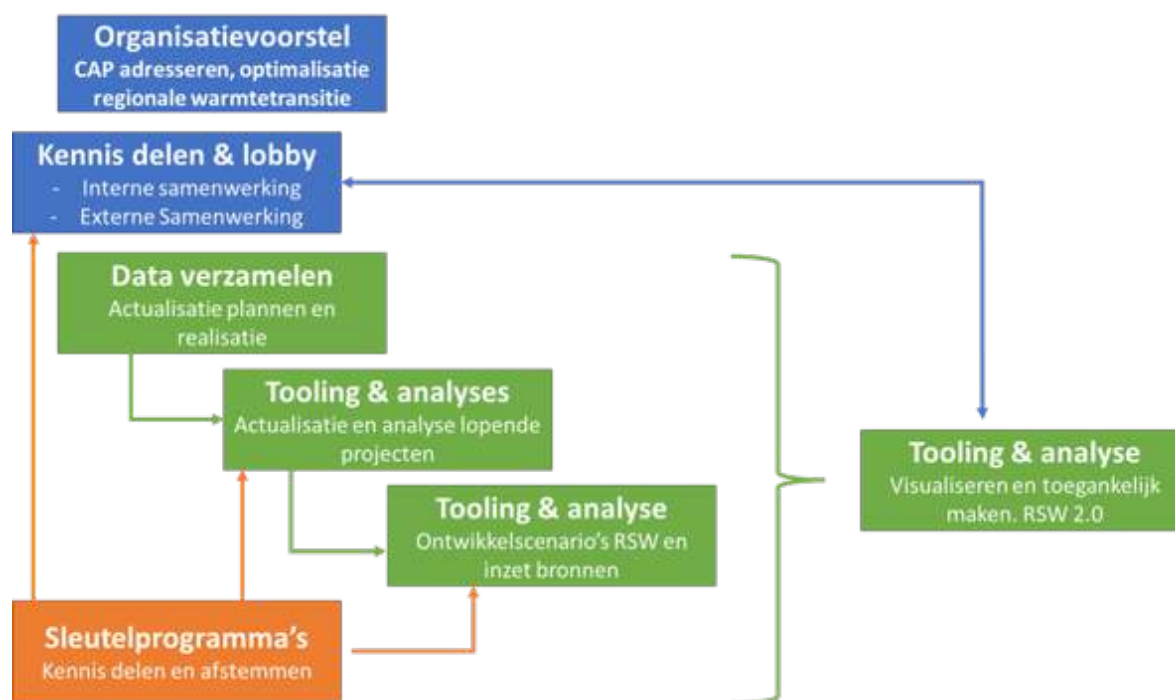 Organisatievoorstel
CAP adresseren, optimalisatie
regionale warmtetransitie
Kennis delen & lobby
- Interne samenwerking
- Externe Samenwerking
Data verzamelen
Actualisatie plannen en
realisatie
Tooling & analyses
Actualisatie en analyse lopende
projecten
Tooling & analyse
Ontwikkelscenario's RSW en
inzet bronnen
Tooling & analyse
Visualiseren en toegankelijk
maken. RSW 2.0
Sleutelprogramma's
Kennis delen en afstemmen